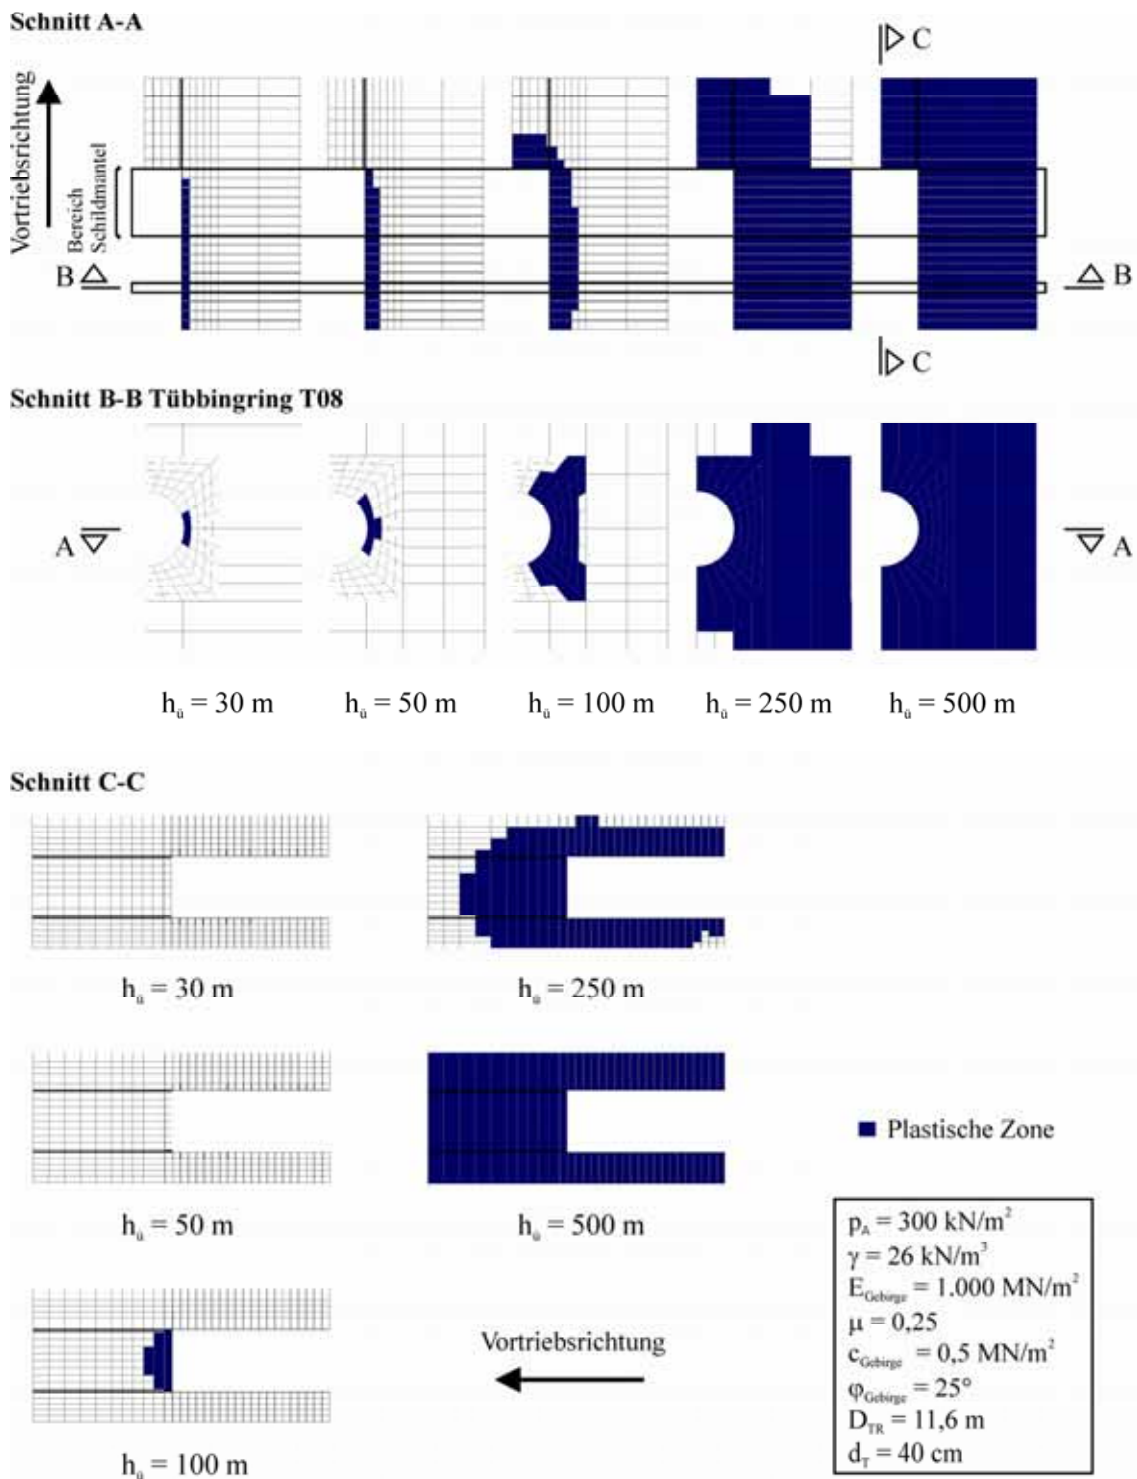 Schnitt A-A
C
Vortriebsrichtung
Bereich
Schildmantel
B
B
C
Schnitt B-B Tübbingring T08
A
A
hü = 30 m
hü = 50 m
hü = 100 m
hü = 250 m
hü = 500 m
Schnitt C-C
hü = 30 m
hü = 250 m
hü = 50 m
hü = 500 m
Plastische Zone
hü = 100 m
Vortriebsrichtung
pA = 300 kN/m²
γ = 26 kN/m³
EGebirge = 1.000 MN/m²
μ = 0,25
cGebirge = 0,5 MN/m²
φGebirge = 25°
DTR = 11,6 m
dT = 40 cm